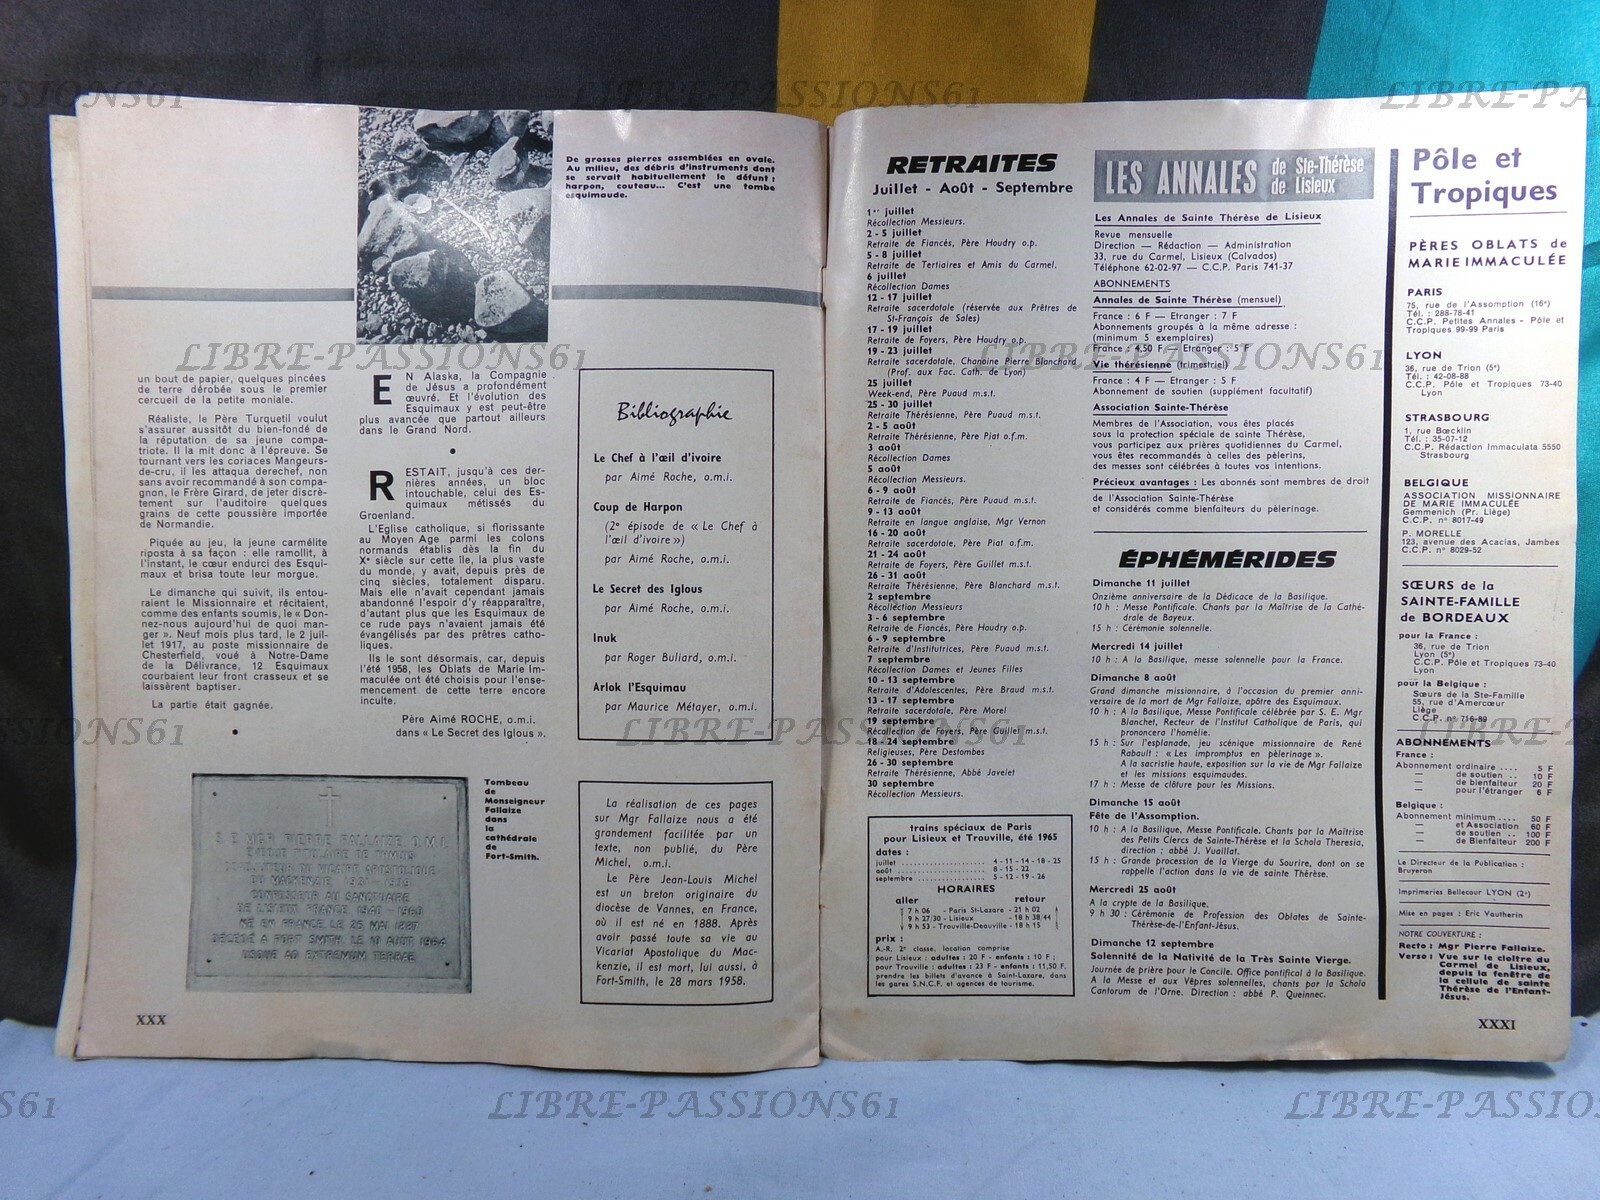 De grosses pierres assemblées en ovale.
Au milieu, des débris d'instruments dont
se servait habituellement le défunt :
harpon, couteau... C'est une tombe
esquimaude.
un bout de papier, quelques pincées
de terre dérobée sous le premier
cercueil de la petite moniale.
Réaliste, le Père Turquetil voulut
s'assurer aussitôt du bien-fondé de
la réputation de sa jeune compa-
triote. Il la mit donc à l'épreuve. Se
tournant vers les coriaces Mangeurs-
de-cru, il les attaqua derechef, non
sans avoir recommandé à son compa-
gnon, le Frère Girard, de jeter discrè-
tement sur l'auditoire quelques
grains de cette poussière importée
de Normandie.
Piquée au jeu, la jeune carmélite
riposta à sa façon : elle ramollit, à
l'instant, le cœur endurci des Esqui-
maux et brisa toute leur morgue.
Le dimanche qui suivit, ils entou-
raient le Missionnaire et récitaient,
comme des enfants soumis, le « Don-
nez-nous aujourd'hui de quoi man-
ger ». Neuf mois plus tard, le 2 juil-
let 1917, au poste missionnaire de
Chesterfield, voué à Notre-Dame
de la Délivrance, 12 Esquimaux
courbaient leur front crasseux et se
laissèrent baptiser.
La partie était gagnée.
•
EN Alaska, la Compagnie
de Jésus a profondément
œuvré. Et l'évolution des
Esquimaux y est peut-être
plus avancée que partout ailleurs
dans le Grand Nord.
•
RESTAIT, jusqu'à ces der-
nières années, un bloc
intouchable, celui des Es-
quimaux métissés du
Groenland.
L'Eglise catholique, si florissante
au Moyen Age parmi les colons
normands établis dès la fin du
Xe siècle sur cette île, la plus vaste
du monde, y avait, depuis près de
cinq siècles, totalement disparu.
Mais elle n'avait cependant jamais
abandonné l'espoir d'y réapparaître,
d'autant plus que les Esquimaux de
ce rude pays n'avaient jamais été
évangélisés par des prêtres catho-
liques.
Ils le sont désormais, car, depuis
l'été 1958, les Oblats de Marie Im-
maculée ont été choisis pour l'ense-
mencement de cette terre encore
inculte.
Père Aimé ROCHE, o.m.i.
dans « Le Secret des Iglous ».
Bibliographie
Le Chef à l'œil d'ivoire
par Aimé Roche, o.m.i.
Coup de Harpon
(2e épisode de « Le Chef à
l'œil d'ivoire »)
par Aimé Roche, o.m.i.
Le Secret des Iglous
par Aimé Roche, o.m.i.
Inuk
par Roger Buliard, o.m.i.
Arlok l'Esquimau
par Maurice Métayer, o.m.i.
S. E. MGR PIERRE FALLAIZE O.M.I.
EVEQUE TITULAIRE DE THMUIS
COADJUTEUR DU VICAIRE APOSTOLIQUE
DU MACKENZIE 1931-1939
CONFESSEUR AU SANCTUAIRE
DE LISIEUX FRANCE 1940-1960
NÉ EN FRANCE LE 25 MAI 1887
DÉCÉDÉ A FORT SMITH LE 10 AOÛT 1964
USQUE AD EXTREMUM TERRAE
Tombeau
de
Monseigneur
Fallaize
dans
la
cathédrale
de
Fort-Smith.
La réalisation de ces pages
sur Mgr Fallaize nous a été
grandement facilitée par un
texte, non publié, du Père
Michel, o.m.i.
Le Père Jean-Louis Michel
est un breton originaire du
diocèse de Vannes, en France,
où il est né en 1888. Après
avoir passé toute sa vie au
Vicariat Apostolique du Mac-
kenzie, il est mort, lui aussi, à
Fort-Smith, le 28 mars 1958.
XXX
RETRAITES
Juillet - Août - Septembre
1er juillet
Récollection Messieurs.
2 - 5 juillet
Retraite de Fiancés, Père Houdry o.p.
5 - 8 juillet
Retraite de Tertiaires et Amis du Carmel.
6 juillet
Récollection Dames
12 - 17 juillet
Retraite sacerdotale (réservée aux Prêtres de
St-François de Sales)
17 - 19 juillet
Retraite de Foyers, Père Houdry o.p.
19 - 23 juillet
Retraite sacerdotale, Chanoine Pierre Blanchard
(Prof. aux Fac. Cath. de Lyon)
25 juillet
Week-end, Père Puaud m.s.t.
25 - 30 juillet
Retraite Thérésienne, Père Puaud m.s.t.
2 - 5 août
Retraite Thérésienne, Père Piat o.f.m.
3 août
Récollection Dames
5 août
Récollection Messieurs.
6 - 9 août
Retraite de Fiancés, Père Puaud m.s.t.
9 - 13 août
Retraite en langue anglaise, Mgr Vernon
16 - 20 août
Retraite sacerdotale, Père Piat o.f.m.
21 - 24 août
Retraite de Foyers, Père Guillet m.s.t.
26 - 31 août
Retraite Thérésienne, Père Blanchard m.s.t.
2 septembre
Récollection Messieurs
3 - 6 septembre
Retraite de Fiancés, Père Houdry o.p.
6 - 9 septembre
Retraite d'Institutrices, Père Puaud m.s.t.
7 septembre
Récollection Dames et Jeunes Filles
10 - 13 septembre
Retraite d'Adolescentes, Père Braud m.s.t.
13 - 17 septembre
Retraite sacerdotale, Père Morel
19 septembre
Récollection de Foyers, Père Guillet m.s.t.
18 - 24 septembre
Religieuses, Père Destombes
26 - 30 septembre
Retraite Thérésienne, Abbé Javelet
30 septembre
Récollection Messieurs.
trains spéciaux de Paris
pour Lisieux et Trouville, été 1965
dates :
juillet ........ 4 - 11 - 14 - 18 - 25
août ........ 8 - 15 - 22
septembre ........ 5 - 12 - 19 - 26
HORAIRES
aller retour
7 h 06 - Paris St-Lazare - 21 h 02
9 h 27/30 - Lisieux - 18 h 38/44
9 h 53 - Trouville-Deauville - 18 h 15
prix :
A.-R. 2e classe, location comprise
pour Lisieux : adultes : 20 F - enfants : 10 F ;
pour Trouville : adultes : 23 F - enfants : 11,50 F.
prendre les billets d'avance à Saint-Lazare, dans
les gares S.N.C.F. et agences de tourisme.
LES ANNALES de Ste-Thérèse
de Lisieux
Les Annales de Sainte Thérèse de Lisieux
Revue mensuelle
Direction — Rédaction — Administration
33, rue du Carmel, Lisieux (Calvados)
Téléphone 62-02-97 — C.C.P. Paris 741-37
ABONNEMENTS
Annales de Sainte Thérèse (mensuel)
France : 6 F — Etranger : 7 F
Abonnements groupés à la même adresse :
(minimum 5 exemplaires)
France : 4,50 F — Etranger : 5 F
Vie thérésienne (trimestriel)
France : 4 F — Etranger : 5 F
Abonnement de soutien (supplément facultatif)
Association Sainte-Thérèse
Membres de l'Association, vous êtes placés
sous la protection spéciale de sainte Thérèse,
vous participez aux prières quotidiennes du Carmel,
vous êtes recommandés à celles des pèlerins,
des messes sont célébrées à toutes vos intentions.
Précieux avantages : Les abonnés sont membres de droit
de l'Association Sainte-Thérèse
et considérés comme bienfaiteurs du pèlerinage.
ÉPHÉMÉRIDES
Dimanche 11 juillet
Onzième anniversaire de la Dédicace de la Basilique.
10 h : Messe Pontificale. Chants par la Maîtrise de la Cathé-
drale de Bayeux.
15 h : Cérémonie solennelle.
Mercredi 14 juillet
10 h : A la Basilique, messe solennelle pour la France.
Dimanche 8 août
Grand dimanche missionnaire, à l'occasion du premier anni-
versaire de la mort de Mgr Fallaize, apôtre des Esquimaux.
10 h : A la Basilique, Messe Pontificale célébrée par S. E. Mgr
Blanchet, Recteur de l'Institut Catholique de Paris, qui
prononcera l'homélie.
15 h : Sur l'esplanade, jeu scénique missionnaire de René
Rabault : « Les impromptus en pèlerinage ».
A la sacristie haute, exposition sur la vie de Mgr Fallaize
et les missions esquimaudes.
17 h : Messe de clôture pour les Missions.
Dimanche 15 août
Fête de l'Assomption.
10 h : A la Basilique, Messe Pontificale. Chants par la Maîtrise
des Petits Clercs de Sainte-Thérèse et la Schola Theresia,
direction : abbé J. Vuaillat.
15 h : Grande procession de la Vierge du Sourire, dont on se
rappelle l'action dans la vie de sainte Thérèse.
Mercredi 25 août
A la crypte de la Basilique.
9 h 30 : Cérémonie de Profession des Oblates de Sainte-
Thérèse-de-l'Enfant-Jésus.
Dimanche 12 septembre
Solennité de la Nativité de la Très Sainte Vierge.
Journée de prière pour le Concile. Office pontifical à la Basilique.
A la Messe et aux Vêpres solennelles, chants par la Schola
Cantorum de l'Orne. Direction : abbé P. Queinnec.
Pôle et
Tropiques
PÈRES OBLATS de
MARIE IMMACULÉE
PARIS
75, rue de l'Assomption (16e)
Tél. : 288-78-41
C.C.P. Petites Annales - Pôle et
Tropiques 99-99 Paris
LYON
36, rue de Trion (5e)
Tél. : 42-08-88
C.C.P. Pôle et Tropiques 73-40
Lyon
STRASBOURG
1, rue Bœcklin
Tél. : 35-07-12
C.C.P. Rédaction Immaculata 5550
Strasbourg
BELGIQUE
ASSOCIATION MISSIONNAIRE
DE MARIE IMMACULÉE
Gemmenich (Pr. Liège)
C.C.P. n° 8017-49
P. MORELLE
123, avenue des Acacias, Jambes
C.C.P. n° 8029-52
SŒURS de la
SAINTE-FAMILLE
de BORDEAUX
pour la France :
36, rue de Trion
Lyon (5e)
C.C.P. Pôle et Tropiques 73-40
Lyon
pour la Belgique :
Sœurs de la Ste-Famille
55, rue d'Amercœur
Liège
C.C.P. n° 716-89
ABONNEMENTS
France :
Abonnement ordinaire .... 5 F
— de soutien .. 10 F
— de bienfaiteur 20 F
— pour l'étranger 6 F
Belgique :
Abonnement minimum ..... 50 F
— et Association 60 F
— de soutien .. 100 F
— de Bienfaiteur 200 F
Le Directeur de la Publication :
Bruyeron
Imprimeries Bellecour LYON (2e)
Mise en pages : Eric Vautherin
NOTRE COUVERTURE :
Recto : Mgr Pierre Fallaize.
Verso : Vue sur le cloître du
Carmel de Lisieux,
depuis la fenêtre de
la cellule de sainte
Thérèse de l'Enfant-
Jésus.
XXXI
LIBRE-PASSIONS61